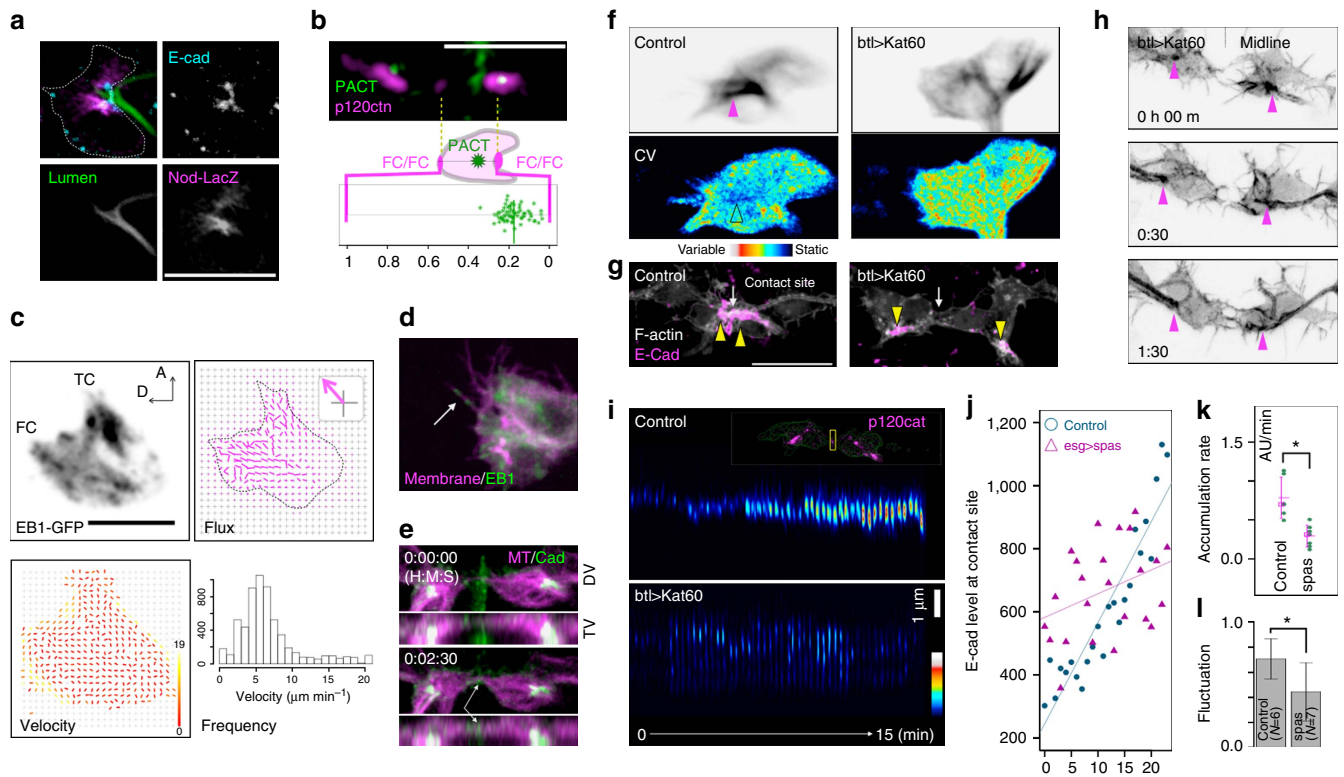 a
E-cad
Lumen
Nod-LacZ
b
PACT
p120ctn
PACT
FC/FC
FC/FC
1 0.8 0.6 0.4 0.2 0
c
TC
A
D
FC
EB1-GFP
Flux
19
0
Velocity
800
400
0
0 5 10 15 20
Velocity (µm min⁻¹)
Frequency
d
Membrane/EB1
e
0:00:00
(H:M:S)
MT/Cad
DV
TV
0:02:30
f
Control
btl>Kat60
CV
Variable
Static
g
Control
Contact site
F-actin
E-Cad
btl>Kat60
h
btl>Kat60
Midline
0 h 00 m
0:30
1:30
i
Control
p120cat
btl>Kat60
1 µm
0
15 (min)
j
Control
esg>spas
E-cad level at contact site
1,200
1,000
800
600
400
200
0 5 10 15 20
k
AU/min
Accumulation rate
1.5
0.0
*
Control
spas
l
Fluctuation
1.0
0.0
*
Control
(N=6)
spas
(N=7)